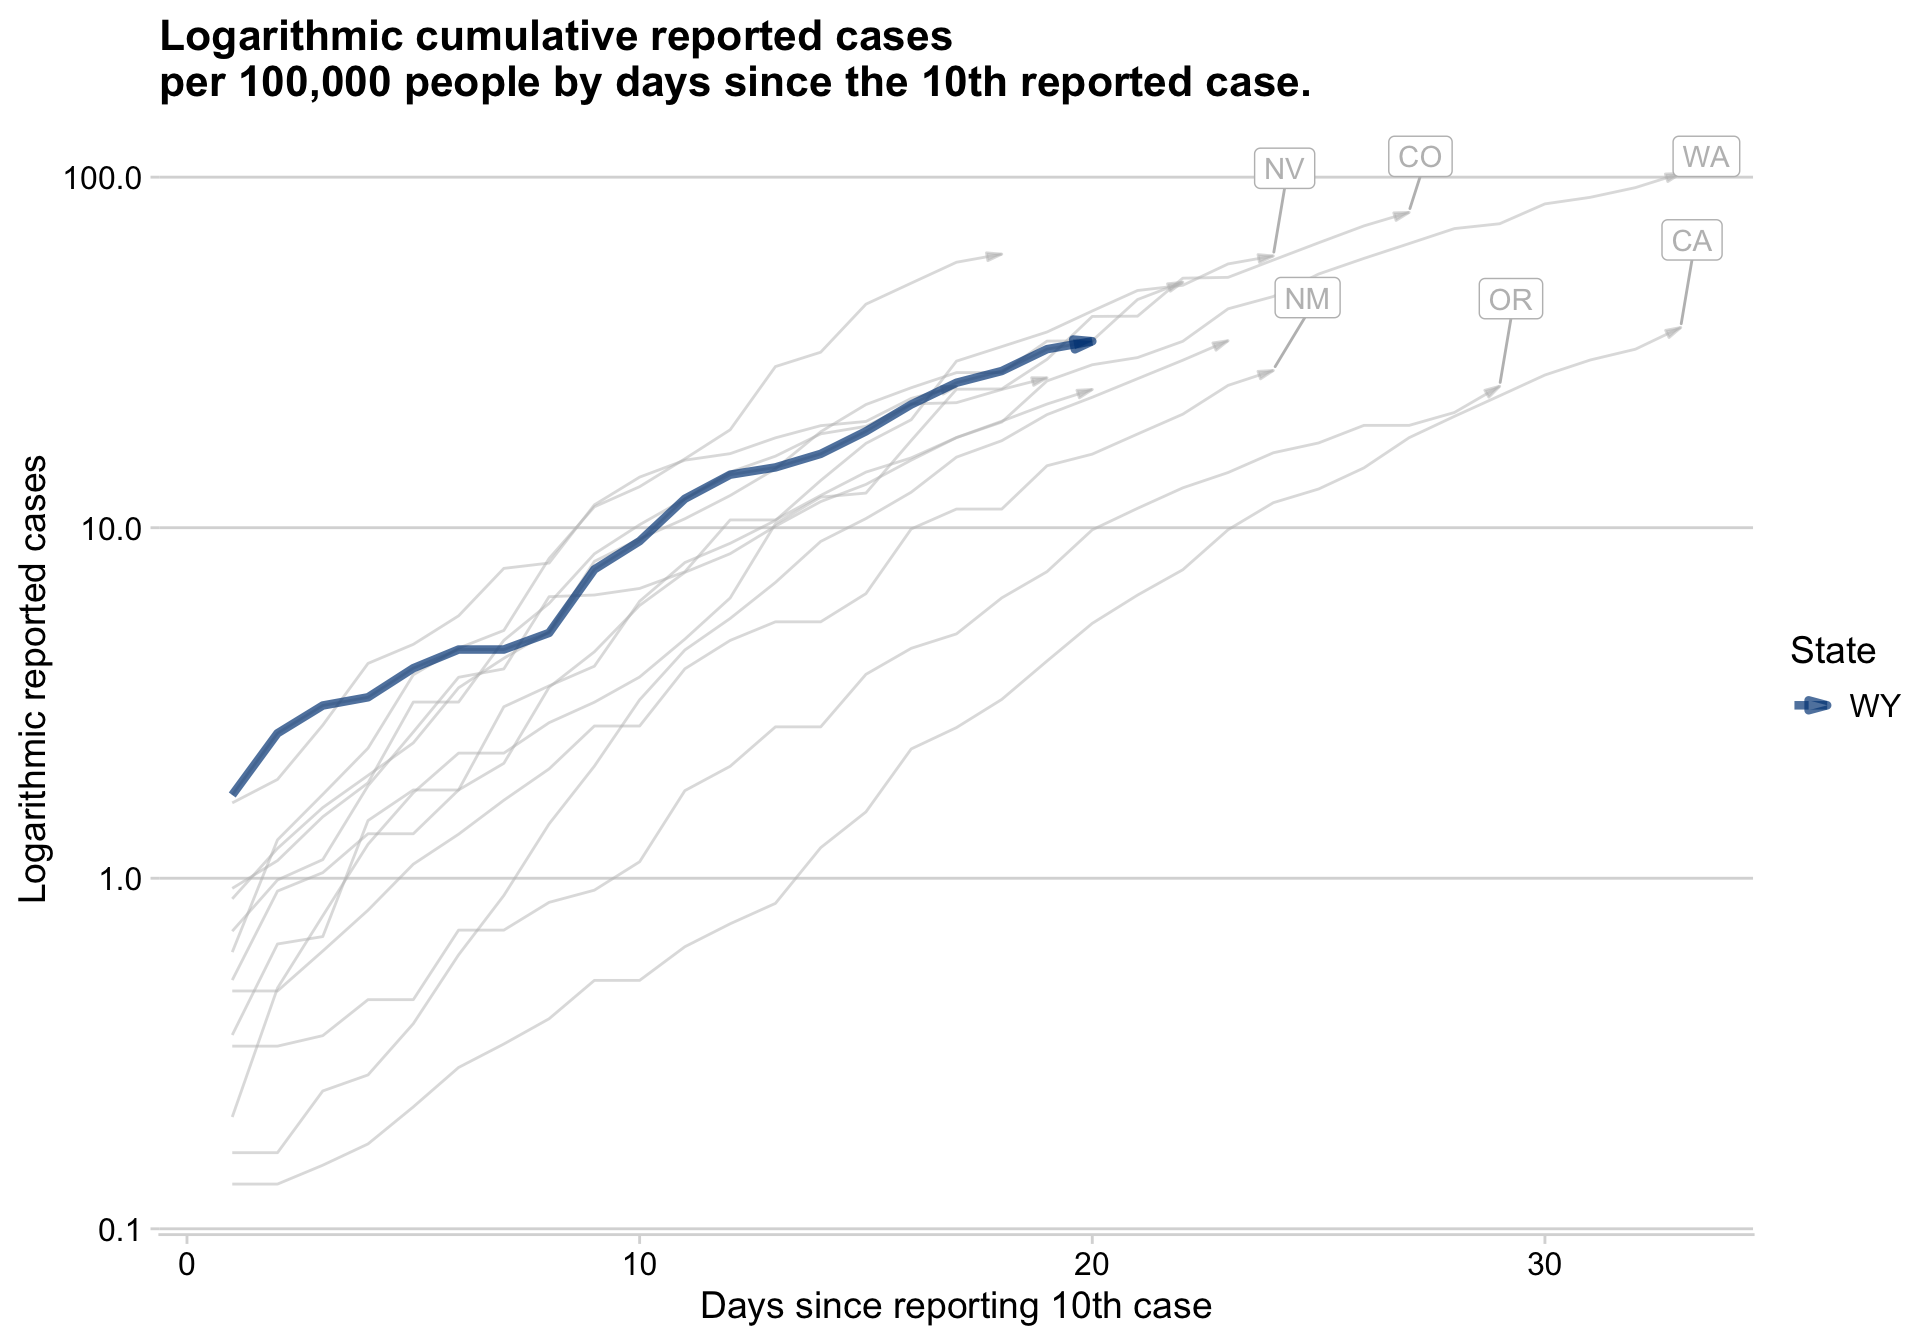 Logarithmic cumulative reported cases
per 100,000 people by days since the 10th reported case.
NV
CO
WA
100.0
CA
NM
OR
10.0
Logarithmic reported cases
State
WY
1.0
0.1
0
10
20
30
Days since reporting 10th case